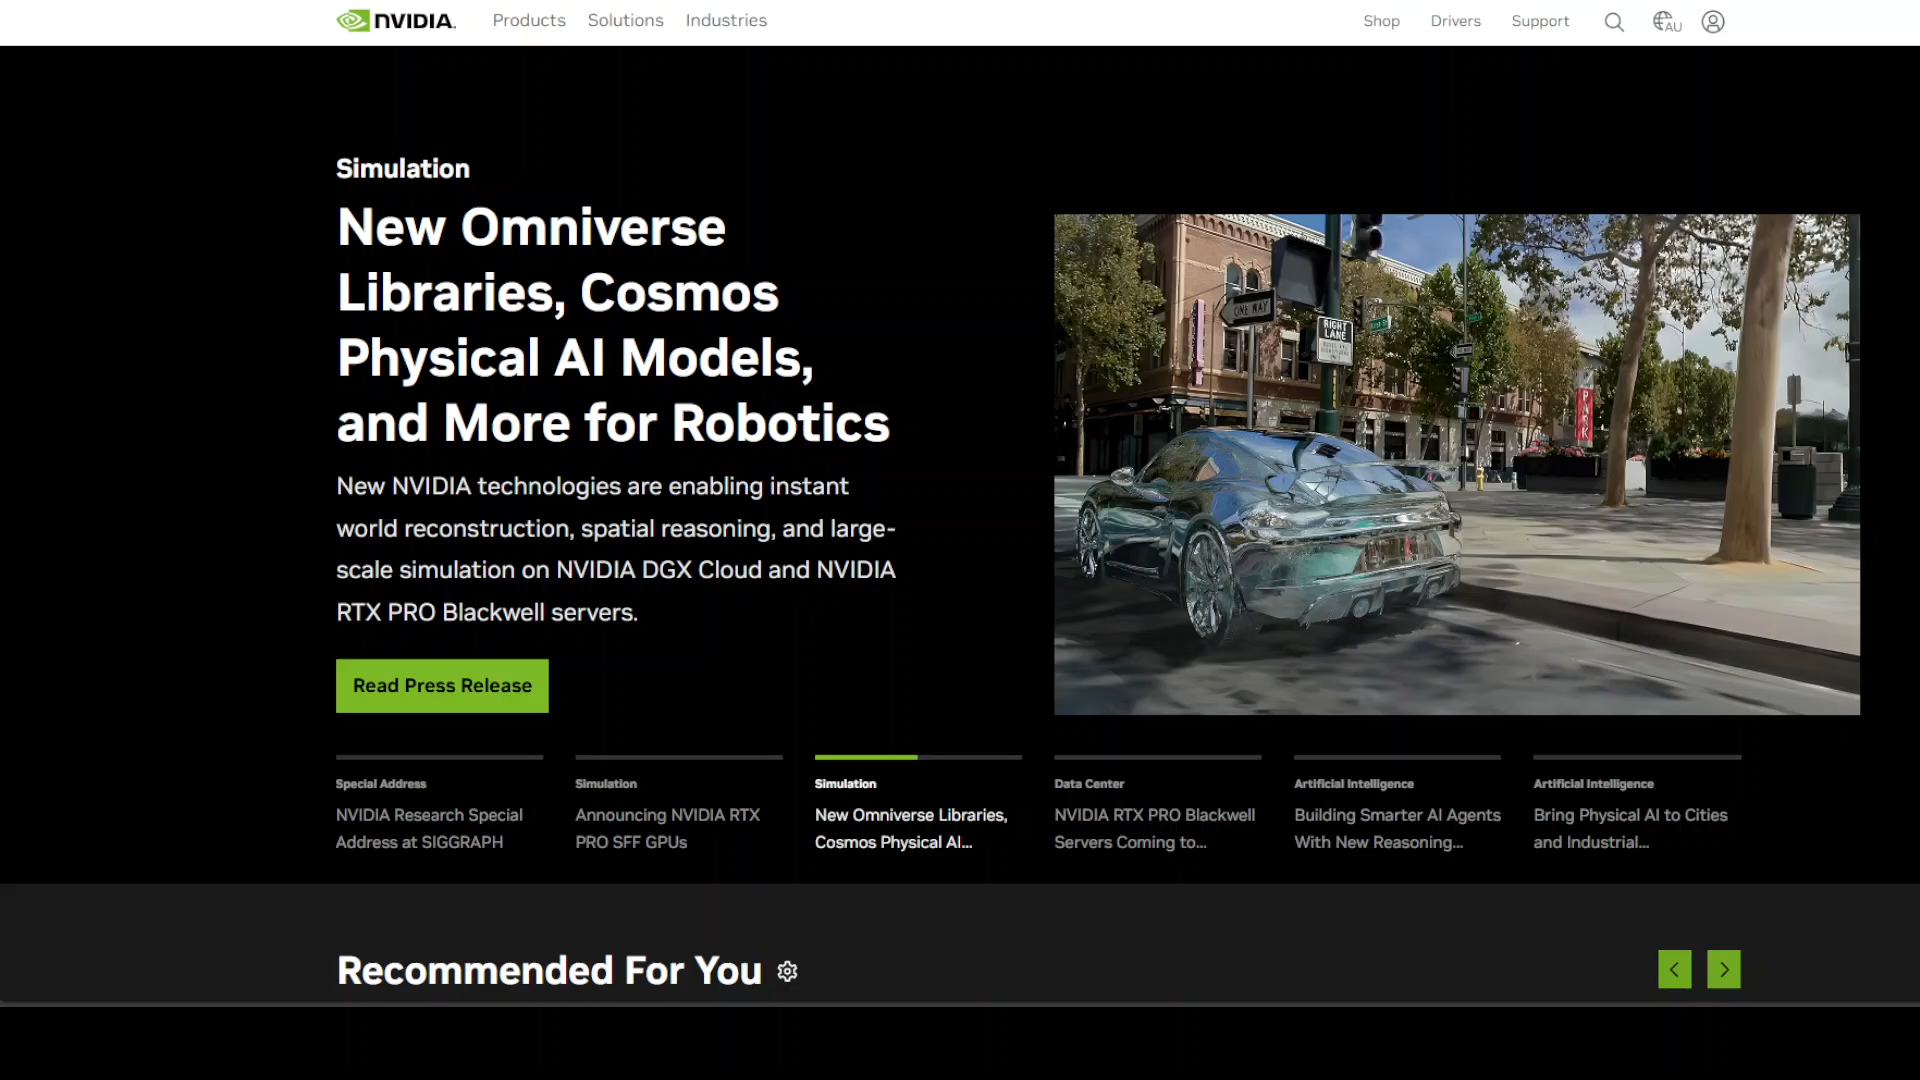 NVIDIA.
Products Solutions Industries
Shop Drivers Support AU
Simulation
New Omniverse
Libraries, Cosmos
Physical AI Models,
and More for Robotics
New NVIDIA technologies are enabling instant
world reconstruction, spatial reasoning, and large-
scale simulation on NVIDIA DGX Cloud and NVIDIA
RTX PRO Blackwell servers.
Read Press Release
ONE WAY
RIGHT
LANE
PARK
Special Address
NVIDIA Research Special
Address at SIGGRAPH
Simulation
Announcing NVIDIA RTX
PRO SFF GPUs
Simulation
New Omniverse Libraries,
Cosmos Physical AI...
Data Center
NVIDIA RTX PRO Blackwell
Servers Coming to...
Artificial Intelligence
Building Smarter AI Agents
With New Reasoning...
Artificial Intelligence
Bring Physical AI to Cities
and Industrial...
Recommended For You